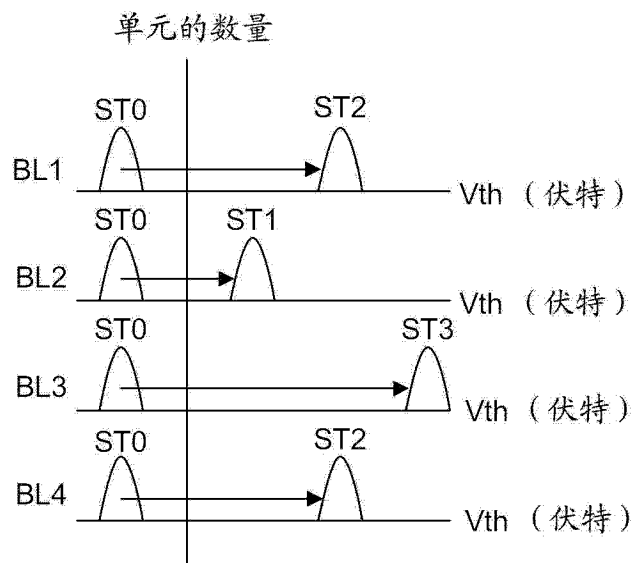 单元的数量
ST0 ST2
BL1
Vth （伏特）
ST0 ST1
BL2
Vth （伏特）
ST0 ST3
BL3
Vth （伏特）
ST0 ST2
BL4
Vth （伏特）